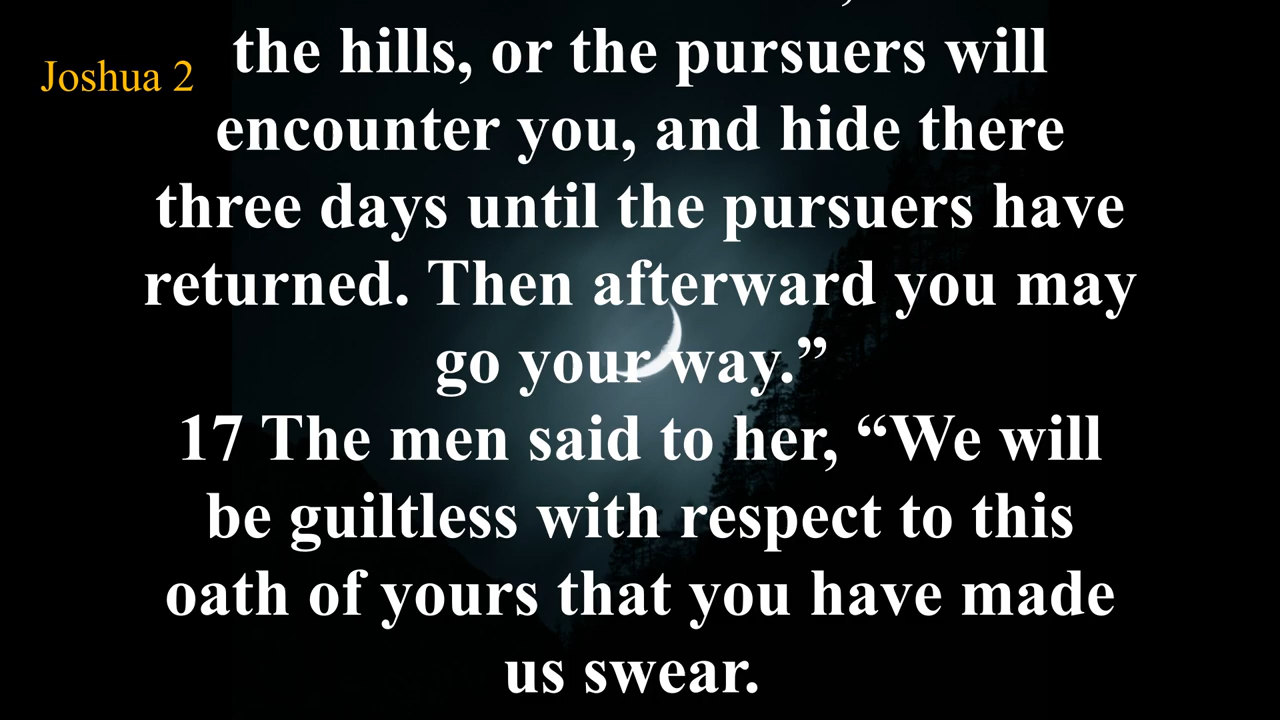 Joshua 2
the hills, or the pursuers will
encounter you, and hide there
three days until the pursuers have
returned. Then afterward you may
go your way.”
17 The men said to her, “We will
be guiltless with respect to this
oath of yours that you have made
us swear.